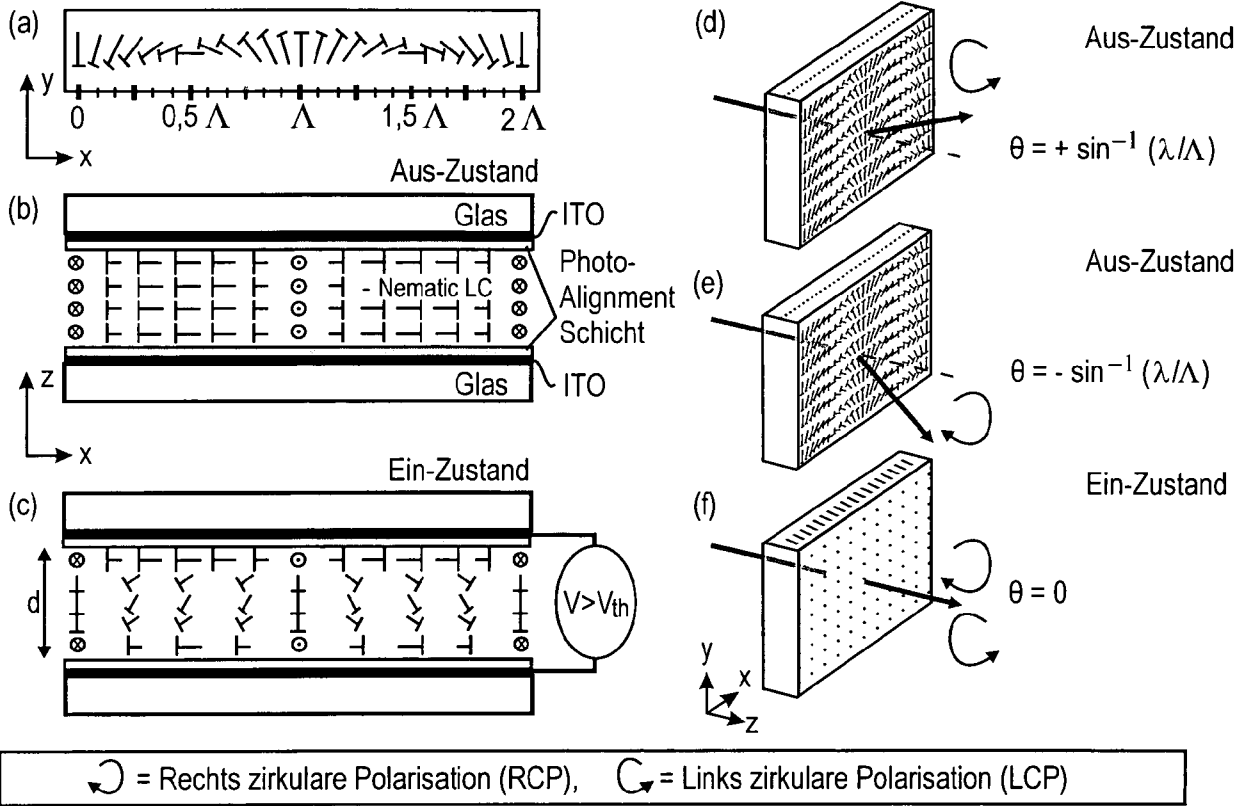 (a)
y
x
0
0,5 Λ
Λ
1,5 Λ
2 Λ
Aus-Zustand
(b)
Glas
ITO
- Nematic LC
Photo-
Alignment
Schicht
z
Glas
ITO
x
Ein-Zustand
(c)
d
V>Vth
(d)
Aus-Zustand
θ = + sin⁻¹ (λ/Λ)
(e)
Aus-Zustand
θ = - sin⁻¹ (λ/Λ)
(f)
Ein-Zustand
θ = 0
y
x
z
= Rechts zirkulare Polarisation (RCP), = Links zirkulare Polarisation (LCP)